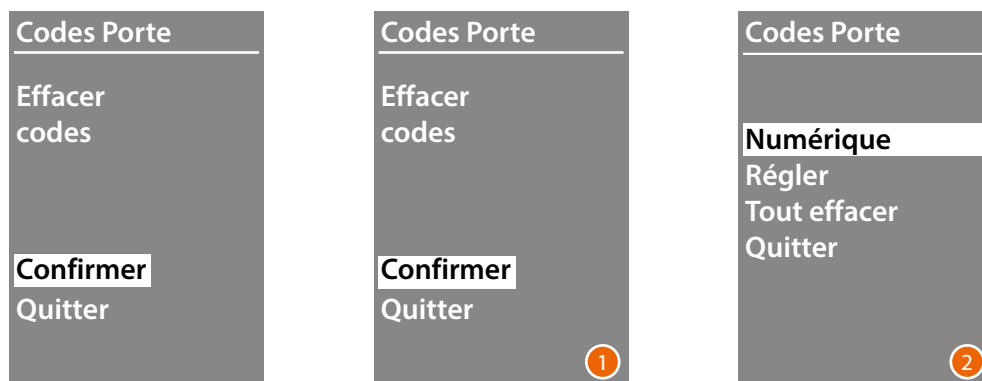 Codes Porte
Effacer
codes
Confirmer
Quitter
Codes Porte
Effacer
codes
Confirmer
Quitter
1
Codes Porte
Numérique
Régler
Tout effacer
Quitter
2